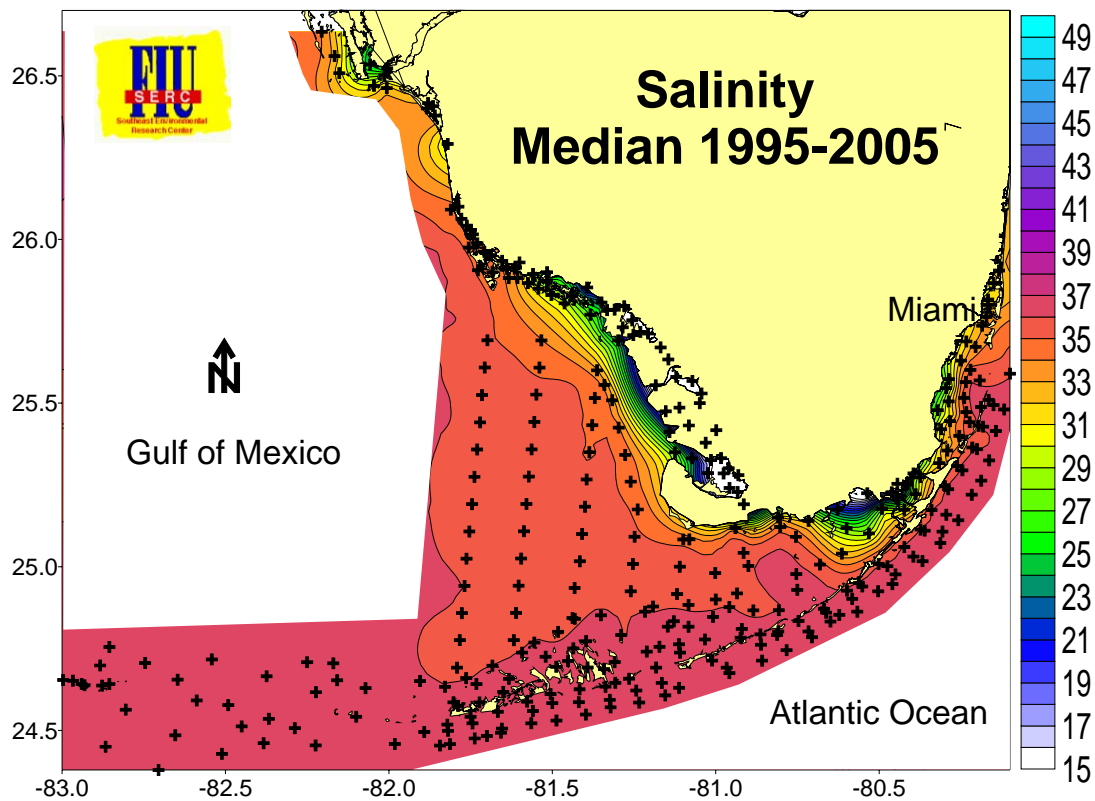 FIU
SERC
Southeast Environmental
Research Center
Salinity
Median 1995-2005
Miami
N
Gulf of Mexico
Atlantic Ocean
26.5
26.0
25.5
25.0
24.5
-83.0 -82.5 -82.0 -81.5 -81.0 -80.5
49
47
45
43
41
39
37
35
33
31
29
27
25
23
21
19
17
15